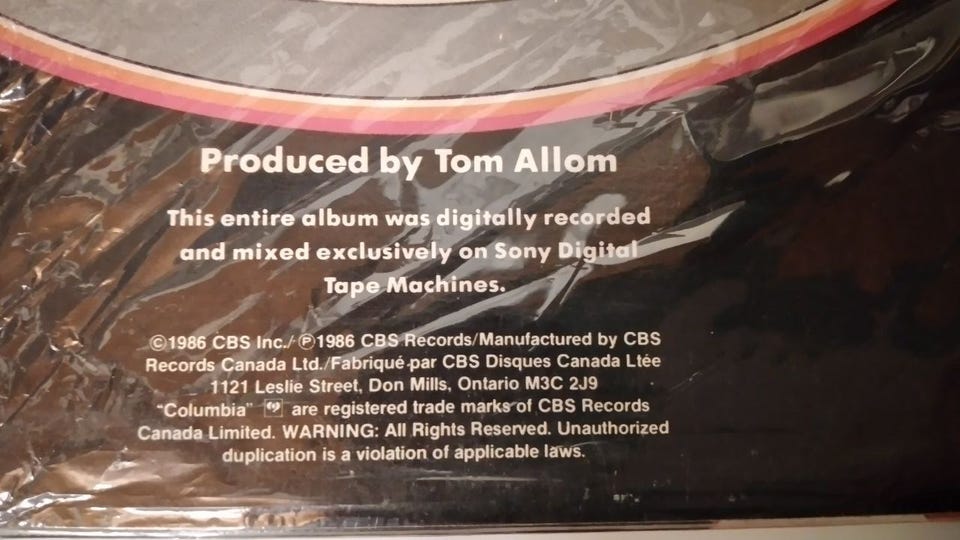 Produced by Tom Allom
This entire album was digitally recorded
and mixed exclusively on Sony Digital
Tape Machines.
©1986 CBS Inc./℗1986 CBS Records/Manufactured by CBS
Records Canada Ltd./Fabriqué par CBS Disques Canada Ltée
1121 Leslie Street, Don Mills, Ontario M3C 2J9
"Columbia" are registered trade marks of CBS Records
Canada Limited. WARNING: All Rights Reserved. Unauthorized
duplication is a violation of applicable laws.